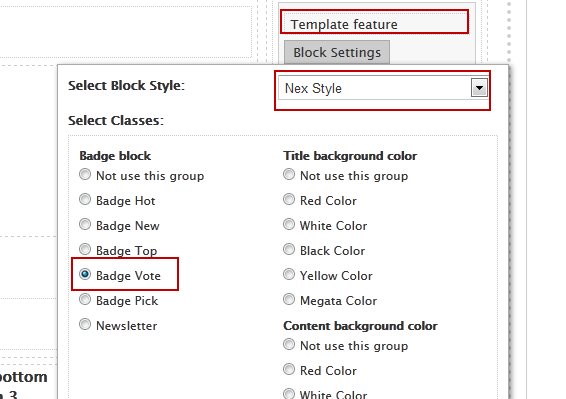 Template feature
Block Settings
Select Block Style:
Nex Style
Select Classes:
Badge block
Not use this group
Badge Hot
Badge New
Badge Top
Badge Vote
Badge Pick
Newsletter
Title background color
Not use this group
Red Color
White Color
Black Color
Yellow Color
Megata Color
Content background color
Not use this group
Red Color
White Color
bottom
3